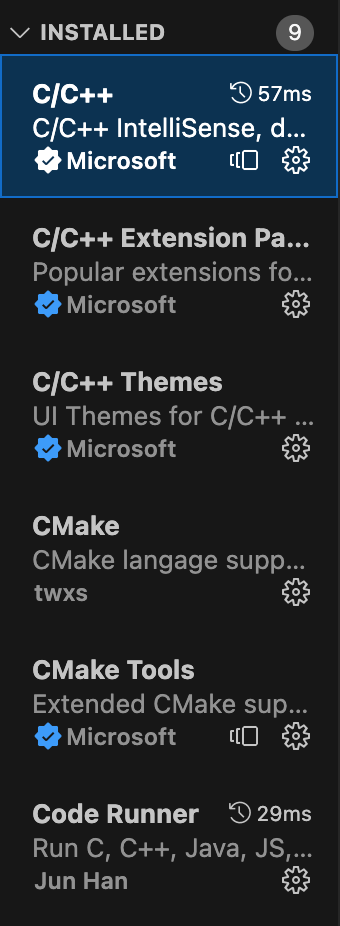 INSTALLED 9
C/C++ 57ms
C/C++ IntelliSense, d...
Microsoft
C/C++ Extension Pa...
Popular extensions fo...
Microsoft
C/C++ Themes
UI Themes for C/C++ ...
Microsoft
CMake
CMake langage supp...
twxs
CMake Tools
Extended CMake sup...
Microsoft
Code Runner 29ms
Run C, C++, Java, JS,...
Jun Han